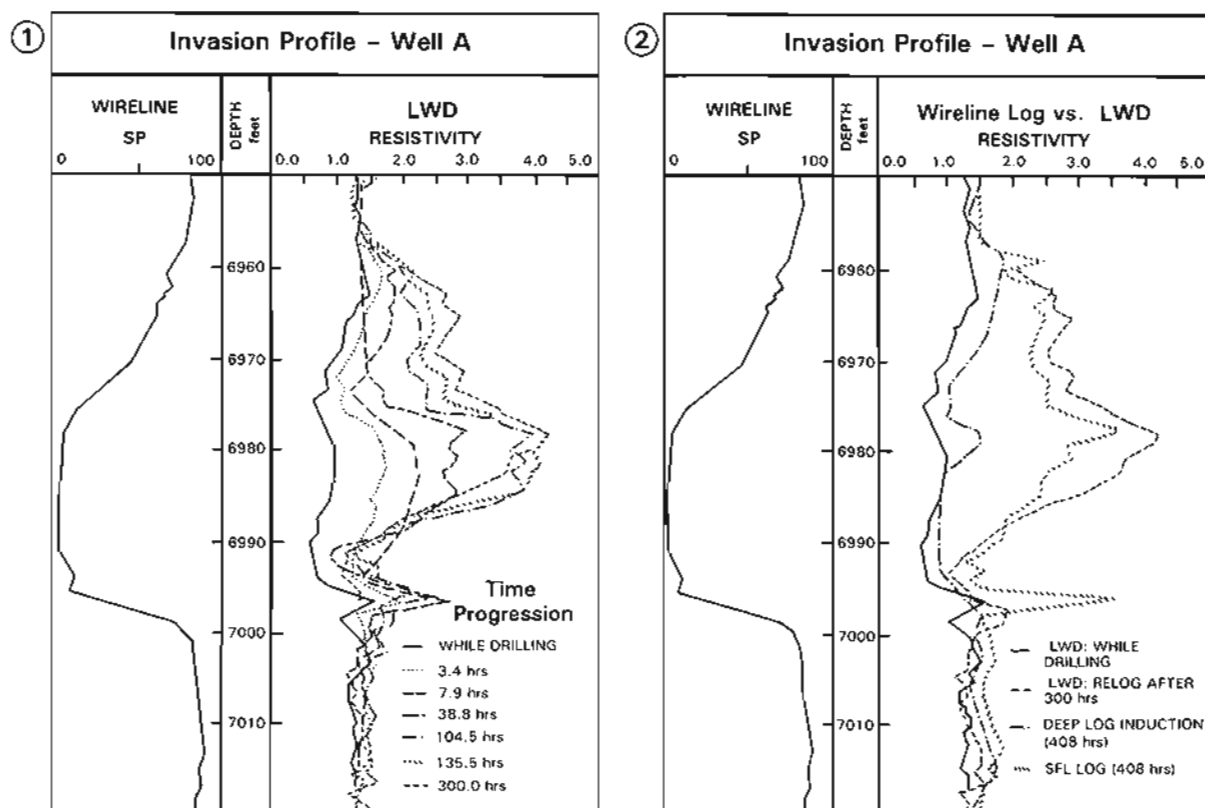 1
Invasion Profile – Well A
WIRELINE
SP
0 100
DEPTH
feet
LWD
RESISTIVITY
0.0 1.0 2.0 3.0 4.0 5.0
6960
6970
6980
6990
7000
7010
Time
Progression
WHILE DRILLING
3.4 hrs
7.9 hrs
38.8 hrs
104.5 hrs
135.5 hrs
300.0 hrs
2
Invasion Profile – Well A
WIRELINE
SP
0 100
DEPTH
feet
Wireline Log vs. LWD
RESISTIVITY
0.0 1.0 2.0 3.0 4.0 5.0
6960
6970
6980
6990
7000
7010
LWD: WHILE
DRILLING
LWD: RELOG AFTER
300 hrs
DEEP LOG INDUCTION
(408 hrs)
SFL LOG (408 hrs)